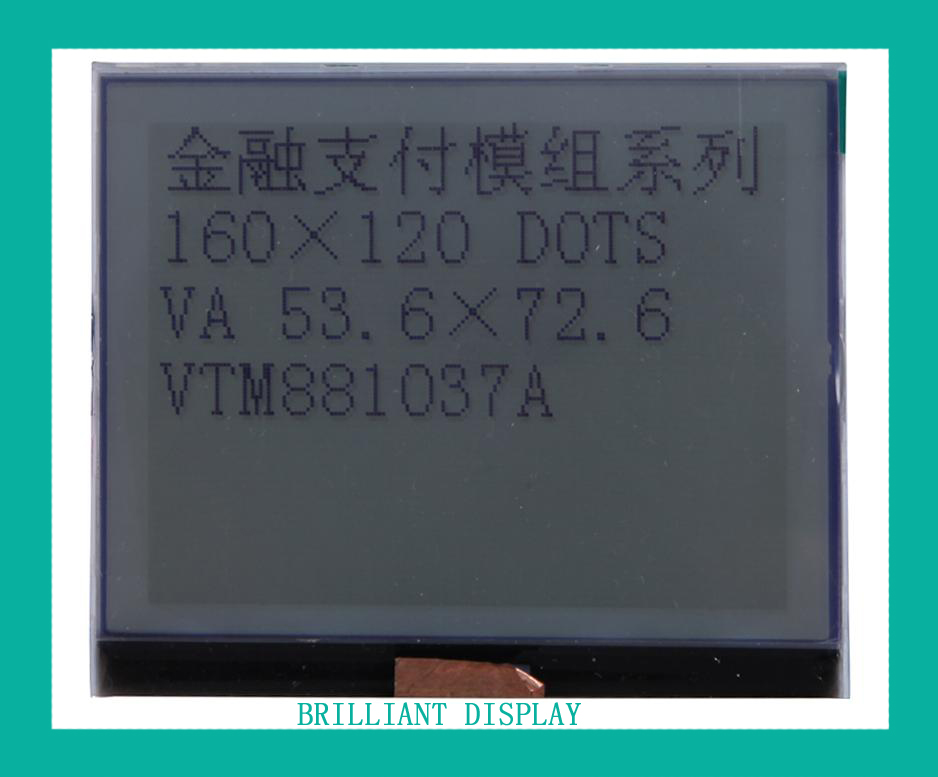 金融支付模组系列
160×120 DOTS
VA 53.6×72.6
VTM881037A
BRILLIANT DISPLAY